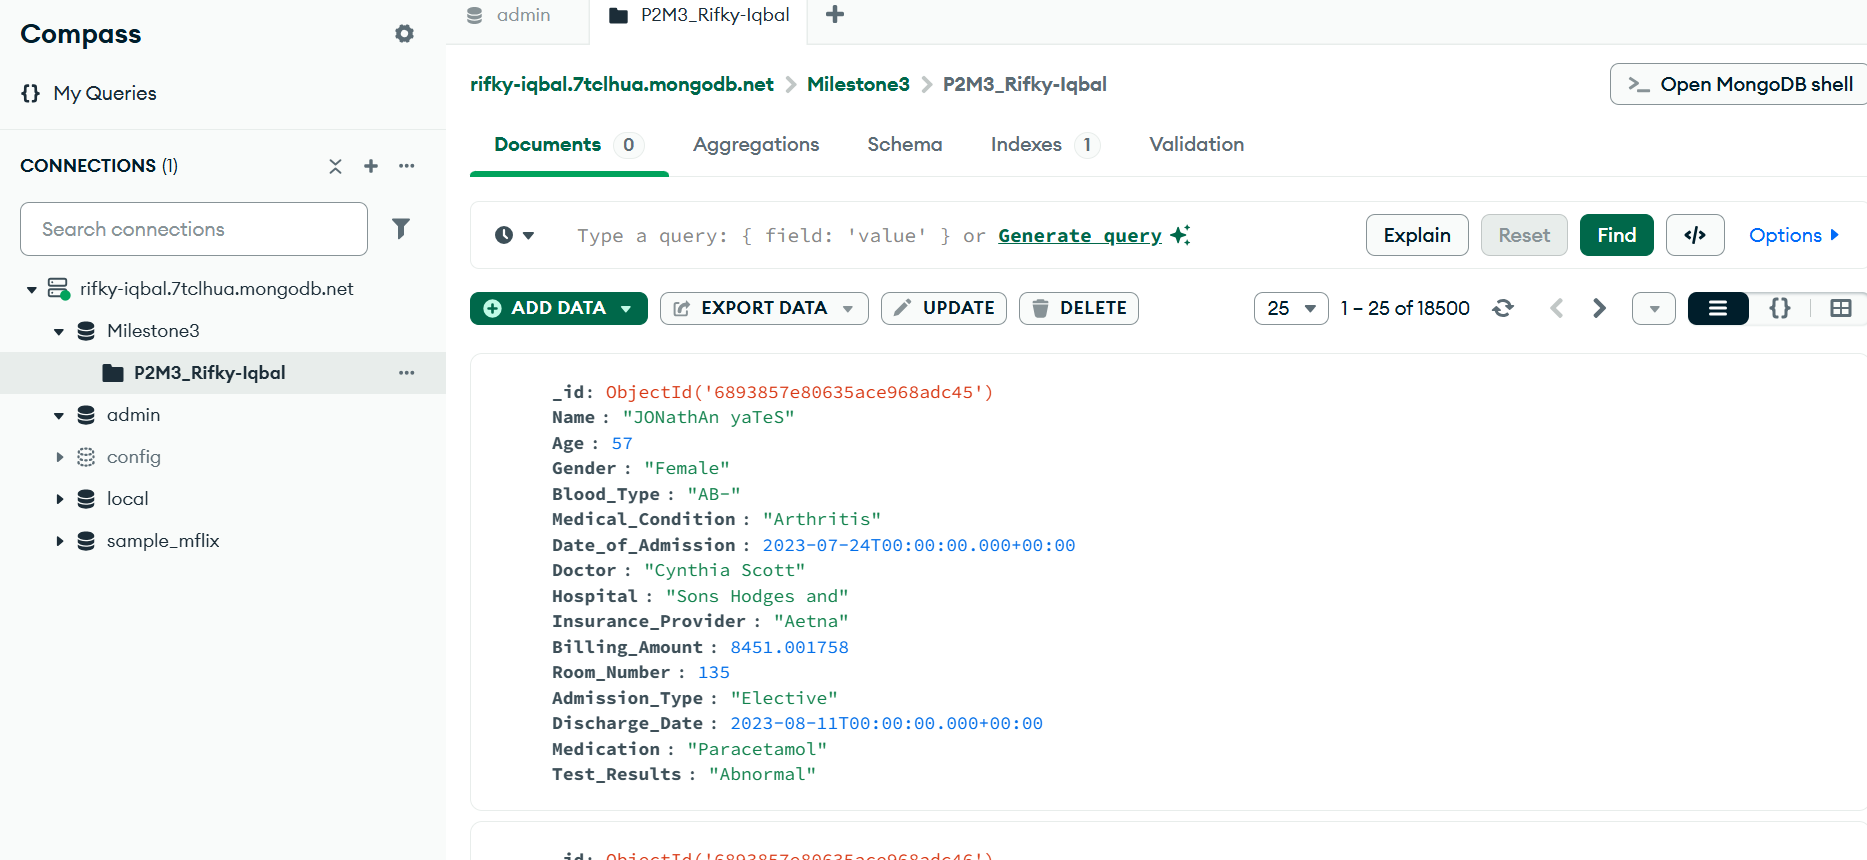 Compass
My Queries
CONNECTIONS (1)
Search connections
rifky-iqbal.7tclhua.mongodb.net
Milestone3
P2M3_Rifky-Iqbal
admin
config
local
sample_mflix
admin
P2M3_Rifky-Iqbal
rifky-iqbal.7tclhua.mongodb.net > Milestone3 > P2M3_Rifky-Iqbal
>_ Open MongoDB shell
Documents 0 Aggregations Schema Indexes 1 Validation
Type a query: { field: 'value' } or Generate query
Explain Reset Find </> Options
ADD DATA EXPORT DATA UPDATE DELETE 25 1 – 25 of 18500 {}
_id: ObjectId('6893857e80635ace968adc45')
Name : "JONathAn yaTeS"
Age : 57
Gender : "Female"
Blood_Type : "AB-"
Medical_Condition : "Arthritis"
Date_of_Admission : 2023-07-24T00:00:00.000+00:00
Doctor : "Cynthia Scott"
Hospital : "Sons Hodges and"
Insurance_Provider : "Aetna"
Billing_Amount : 8451.001758
Room_Number : 135
Admission_Type : "Elective"
Discharge_Date : 2023-08-11T00:00:00.000+00:00
Medication : "Paracetamol"
Test_Results : "Abnormal"
_id: ObjectId('6893857e80635ace968adc46')